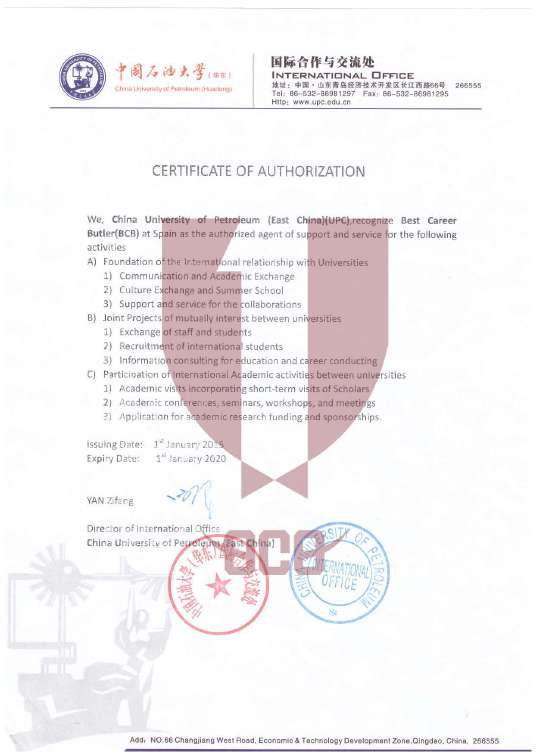 中国石油大学(华东)
China University of Petroleum (Huadong)
国际合作与交流处
INTERNATIONAL OFFICE
地址：中国·山东青岛经济技术开发区长江西路66号 266555
Tel: 86-532-86981297 Fax: 86-532-86981295
Http: www.upc.edu.cn
CERTIFICATE OF AUTHORIZATION
We, China University of Petroleum (East China)(UPC),recognize Best Career
Butler(BCB) at Spain as the authorized agent of support and service for the following
activities
A) Foundation of the International relationship with Universities
1) Communication and Academic Exchange
2) Culture Exchange and Summer School
3) Support and service for the collaborations
B) Joint Projects of mutually interest between universities
1) Exchange of staff and students
2) Recruitment of international students
3) Information consulting for education and career conducting
C) Participation of International Academic activities between universities
1) Academic visits incorporating short-term visits of Scholars
2) Academic conferences, seminars, workshops, and meetings
3) Application for academic research funding and sponsorships.
Issuing Date: 1st January
Expiry Date: 1st January 2020
YAN Zifeng
Director of International Office
China University of Petroleum (East China)
BCB
中国石油大学(华东)国际合作与交流处
CHINA UNIVERSITY OF PETROLEUM
INTERNATIONAL
OFFICE
Add: NO.66 Changjiang West Road, Economic & Technology Development Zone,Qingdao, China, 266555